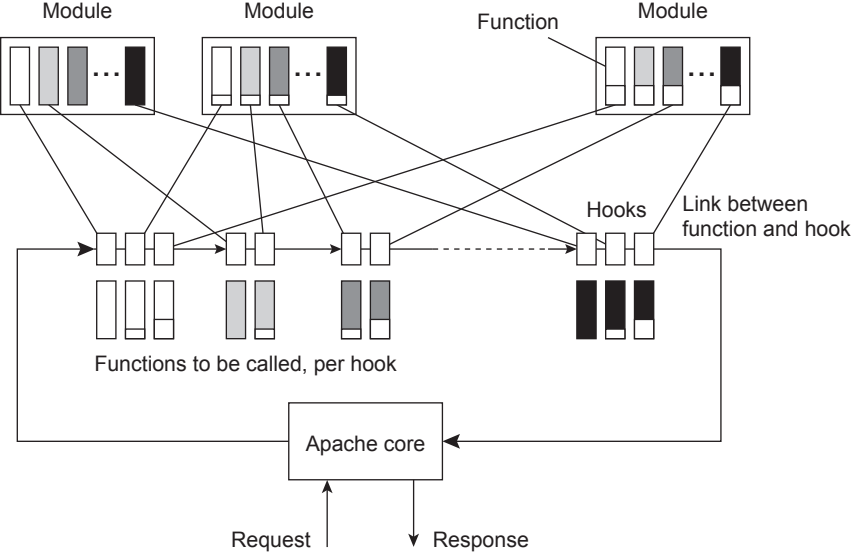 Module
Module
Function
Module
...
...
...
Hooks
Link between
function and hook
Functions to be called, per hook
Apache core
Request
Response